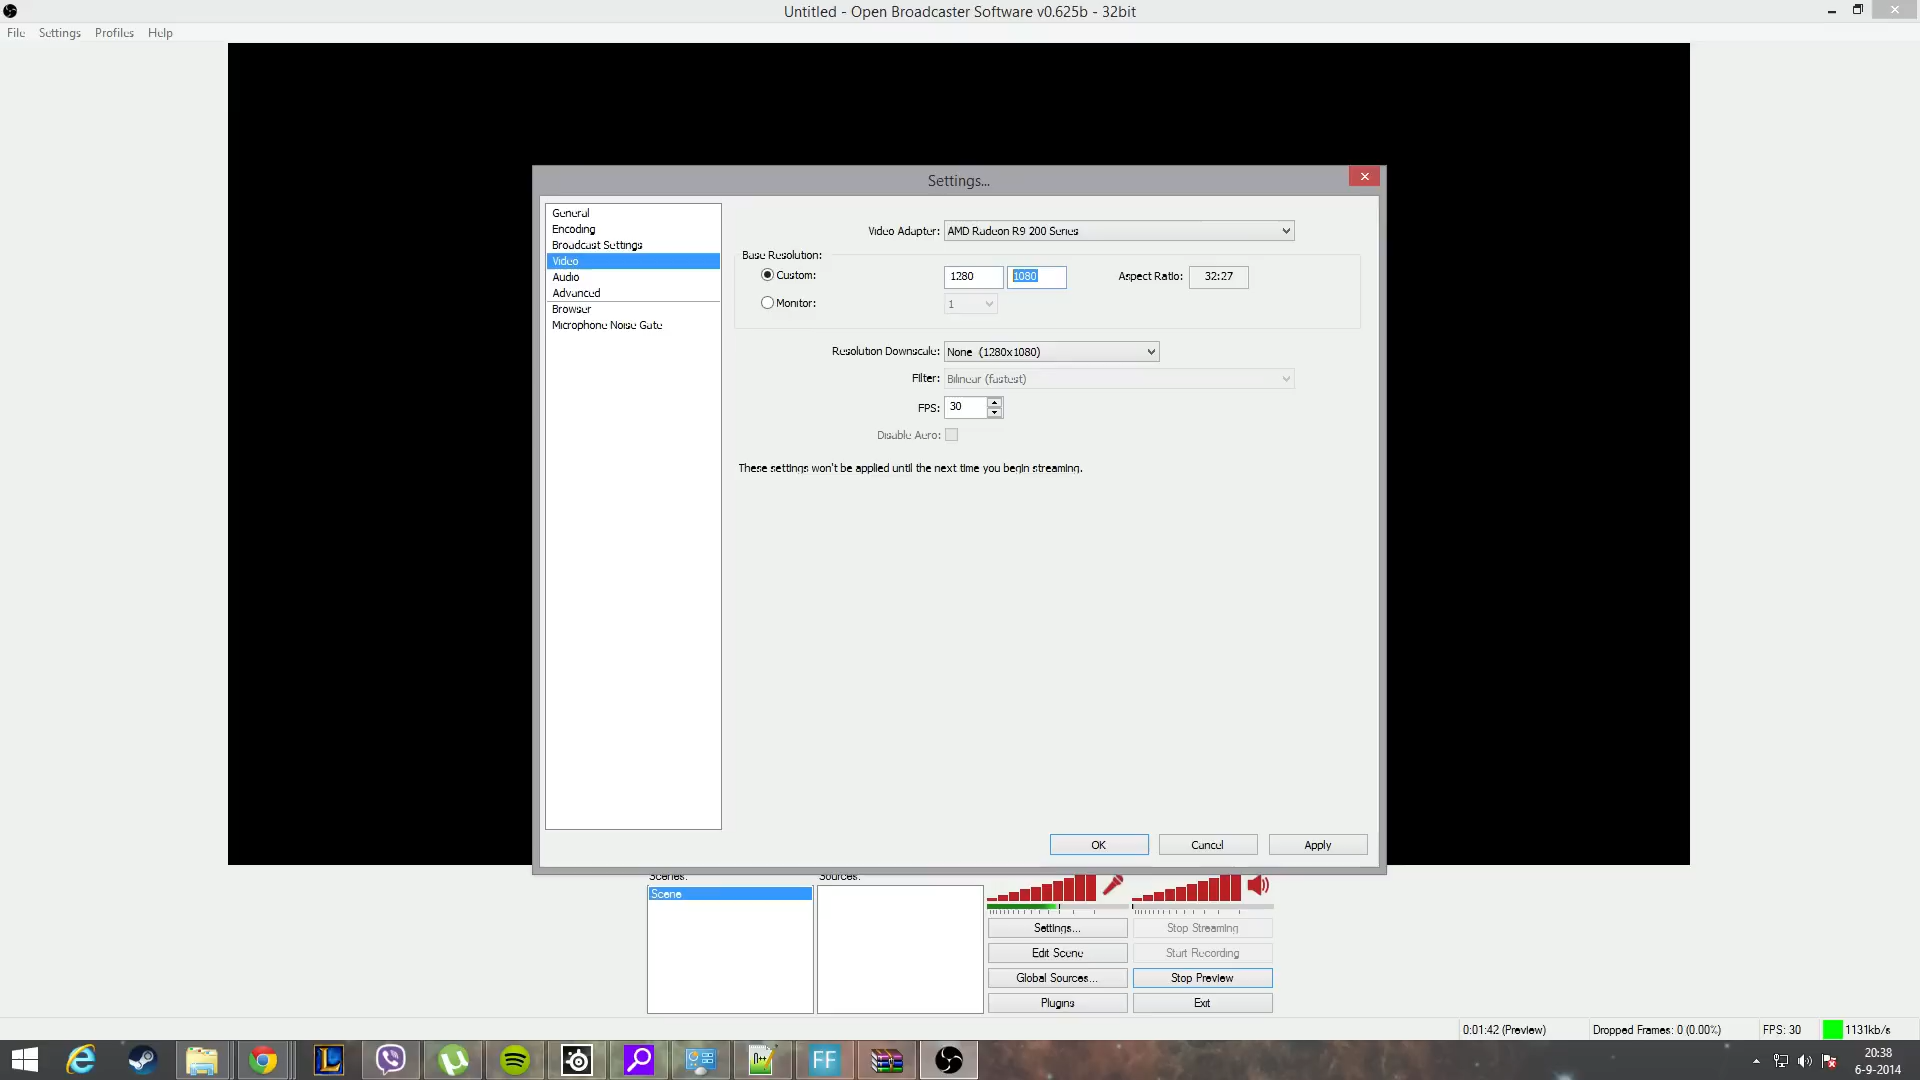 Untitled - Open Broadcaster Software v0.625b - 32bit
File Settings Profiles Help
Settings...
General
Encoding
Broadcast Settings
Video
Audio
Advanced
Browser
Microphone Noise Gate
Video Adapter: AMD Radeon R9 200 Series
Base Resolution:
Custom: 1280 1080 Aspect Ratio: 32:27
Monitor: 1
Resolution Downscale: None (1280x1080)
Filter: Bilinear (fastest)
FPS: 30
Disable Aero:
These settings won't be applied until the next time you begin streaming.
OK Cancel Apply
Scenes: Sources:
Scene
Settings... Stop Streaming
Edit Scene Start Recording
Global Sources... Stop Preview
Plugins Exit
0:01:42 (Preview) Dropped Frames: 0 (0.00%) FPS: 30 1131kb/s
L n++ FF
20:38
6-9-2014